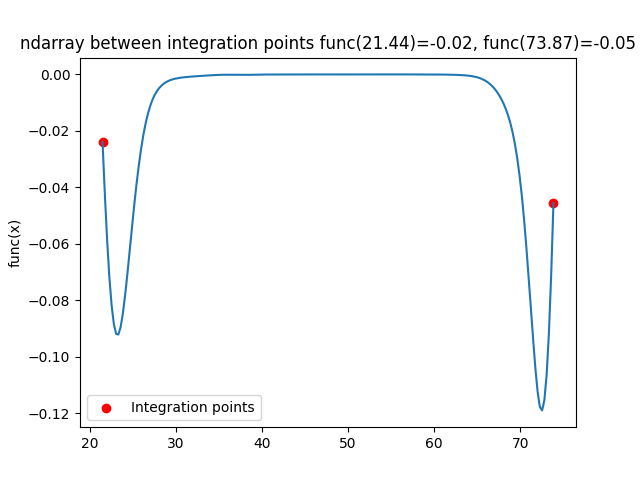 ndarray between integration points func(21.44)=-0.02, func(73.87)=-0.05
0.00
−0.02
−0.04
−0.06
−0.08
−0.10
−0.12
func(x)
Integration points
20 30 40 50 60 70